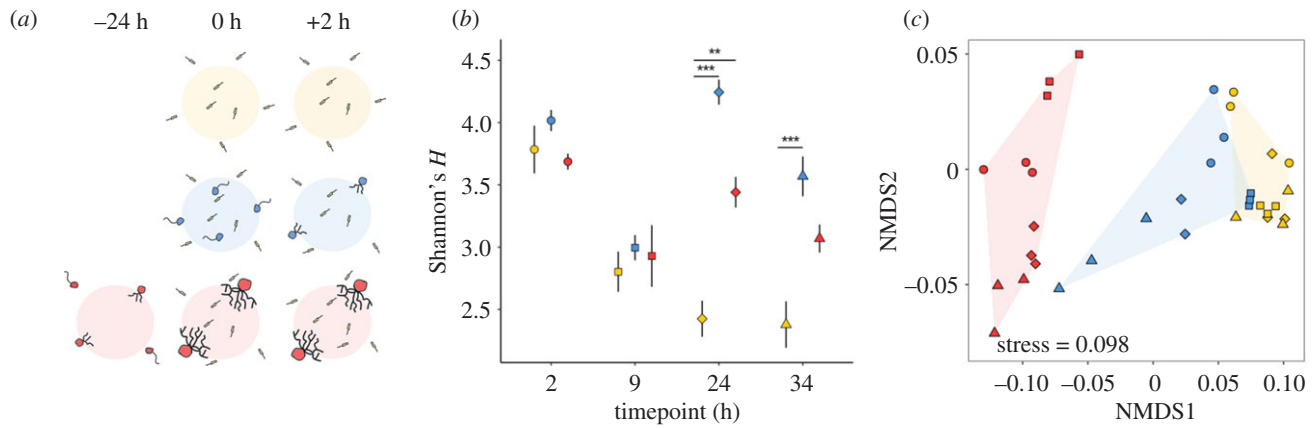 (a) −24 h 0 h +2 h
(b)
4.5
4.0
3.5
3.0
2.5
Shannon's H
**
***
***
2 9 24 34
timepoint (h)
(c)
0.05
0
−0.05
NMDS2
stress = 0.098
−0.10 −0.05 0 0.05 0.10
NMDS1